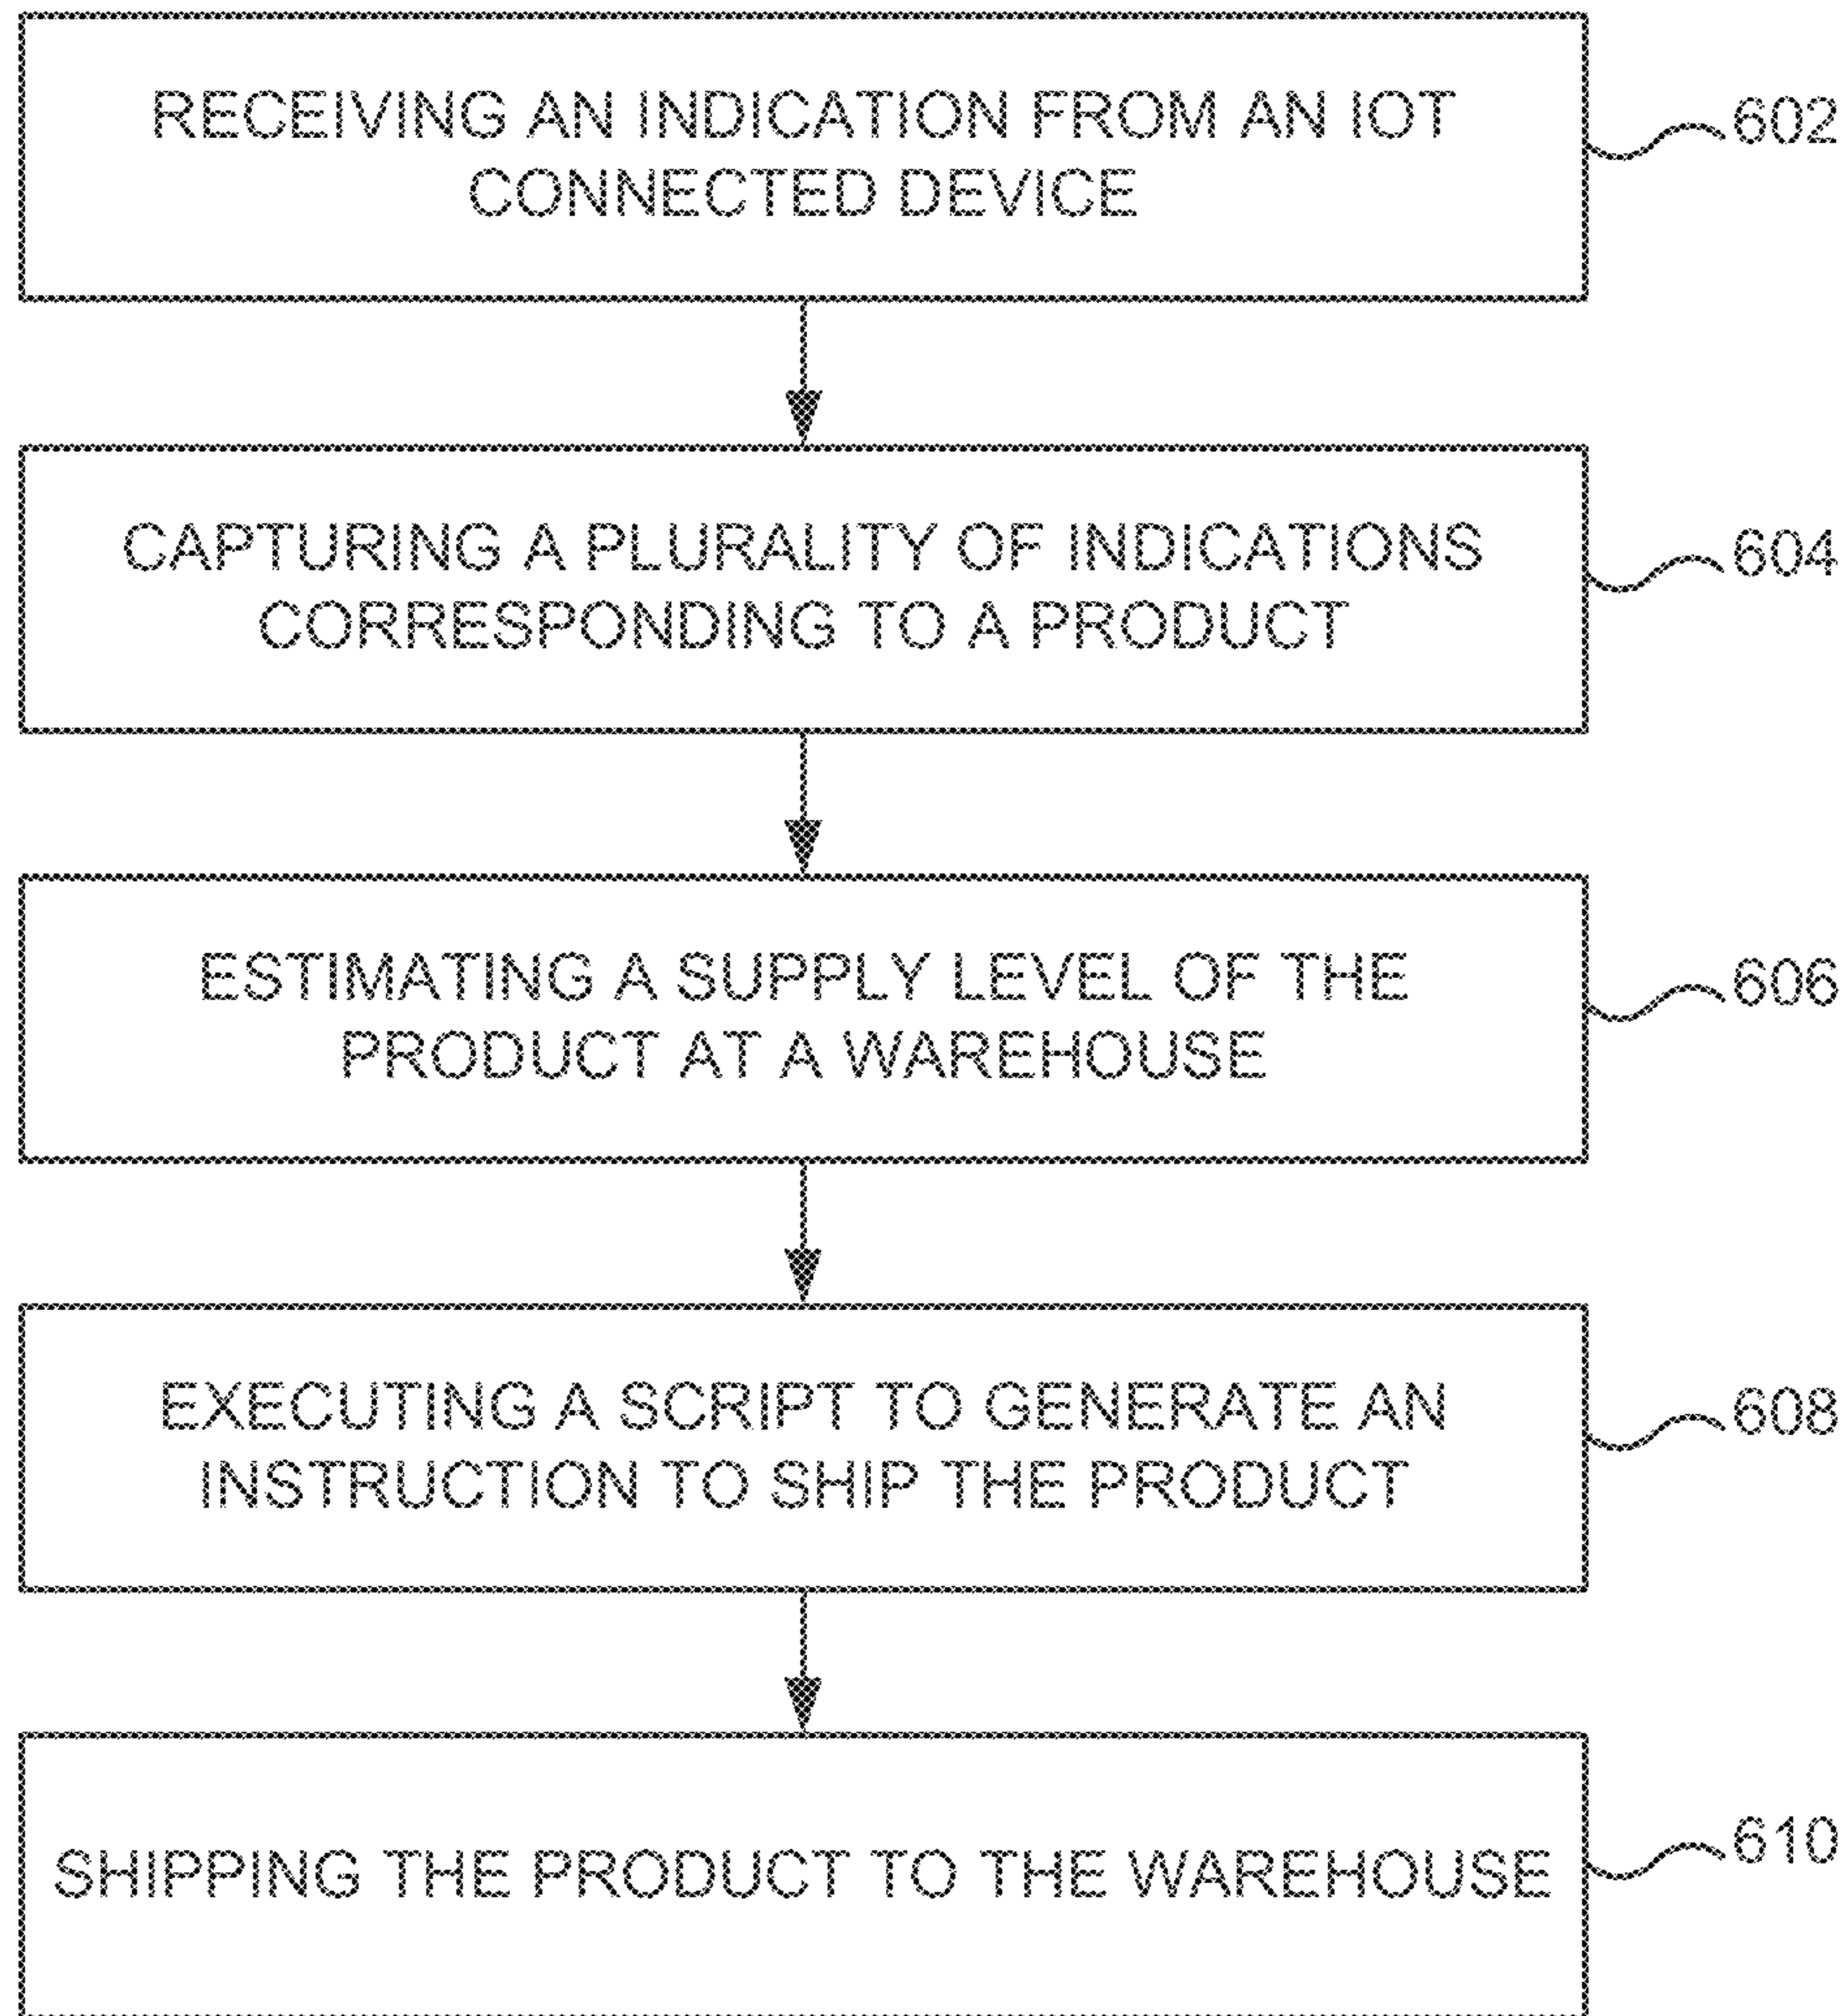 RECEIVING AN INDICATION FROM AN IOT
CONNECTED DEVICE
602
CAPTURING A PLURALITY OF INDICATIONS
CORRESPONDING TO A PRODUCT
604
ESTIMATING A SUPPLY LEVEL OF THE
PRODUCT AT A WAREHOUSE
606
EXECUTING A SCRIPT TO GENERATE AN
INSTRUCTION TO SHIP THE PRODUCT
608
SHIPPING THE PRODUCT TO THE WAREHOUSE
610